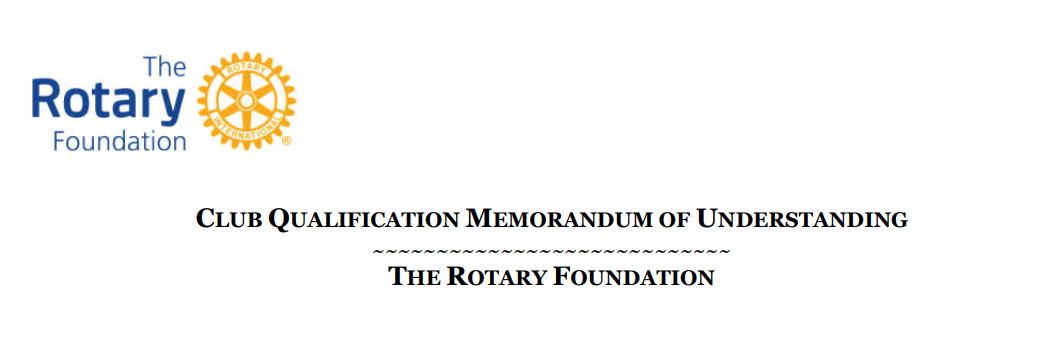 The
Rotary
Foundation
ROTARY
INTERNATIONAL
®
CLUB QUALIFICATION MEMORANDUM OF UNDERSTANDING
~~~~~~~~~~~~~~~~~~~~~~~~~~~~
THE ROTARY FOUNDATION